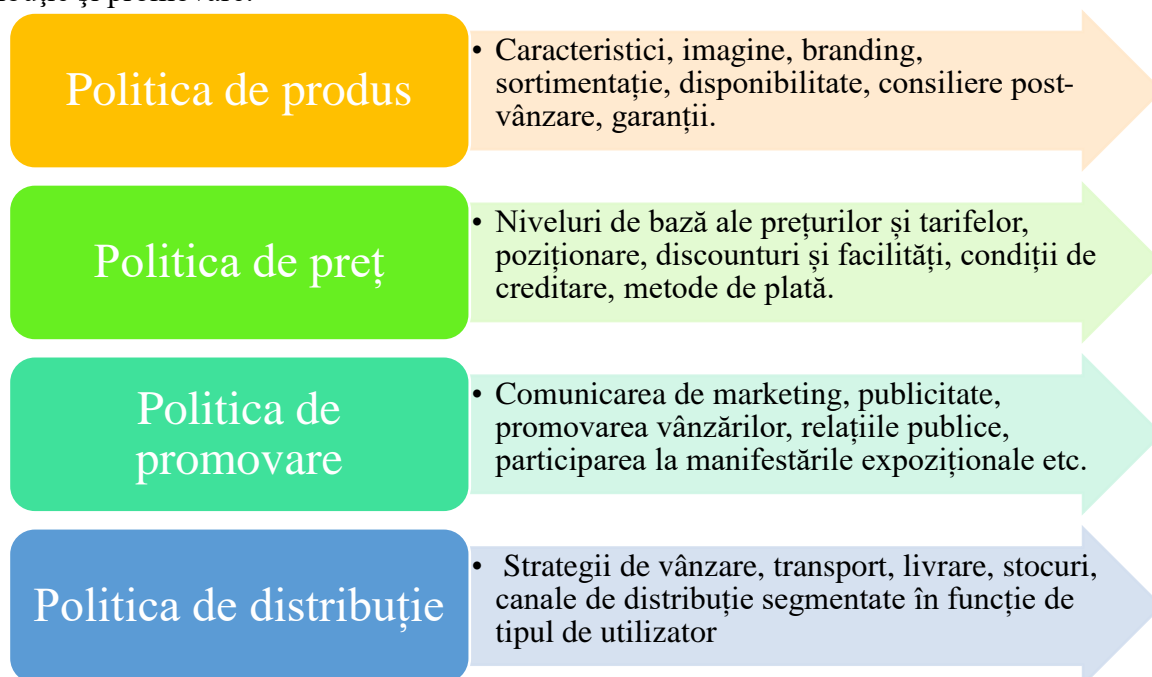 și promovare.
Politica de produs
• Caracteristici, imagine, branding,
sortimentație, disponibilitate, consiliere post-
vânzare, garanții.
Politica de preț
• Niveluri de bază ale prețurilor și tarifelor,
poziționare, discounturi și facilități, condiții de
creditare, metode de plată.
Politica de
promovare
• Comunicarea de marketing, publicitate,
promovarea vânzărilor, relațiile publice,
participarea la manifestările expoziționale etc.
Politica de distribuție
• Strategii de vânzare, transport, livrare, stocuri,
canale de distribuție segmentate în funcție de
tipul de utilizator